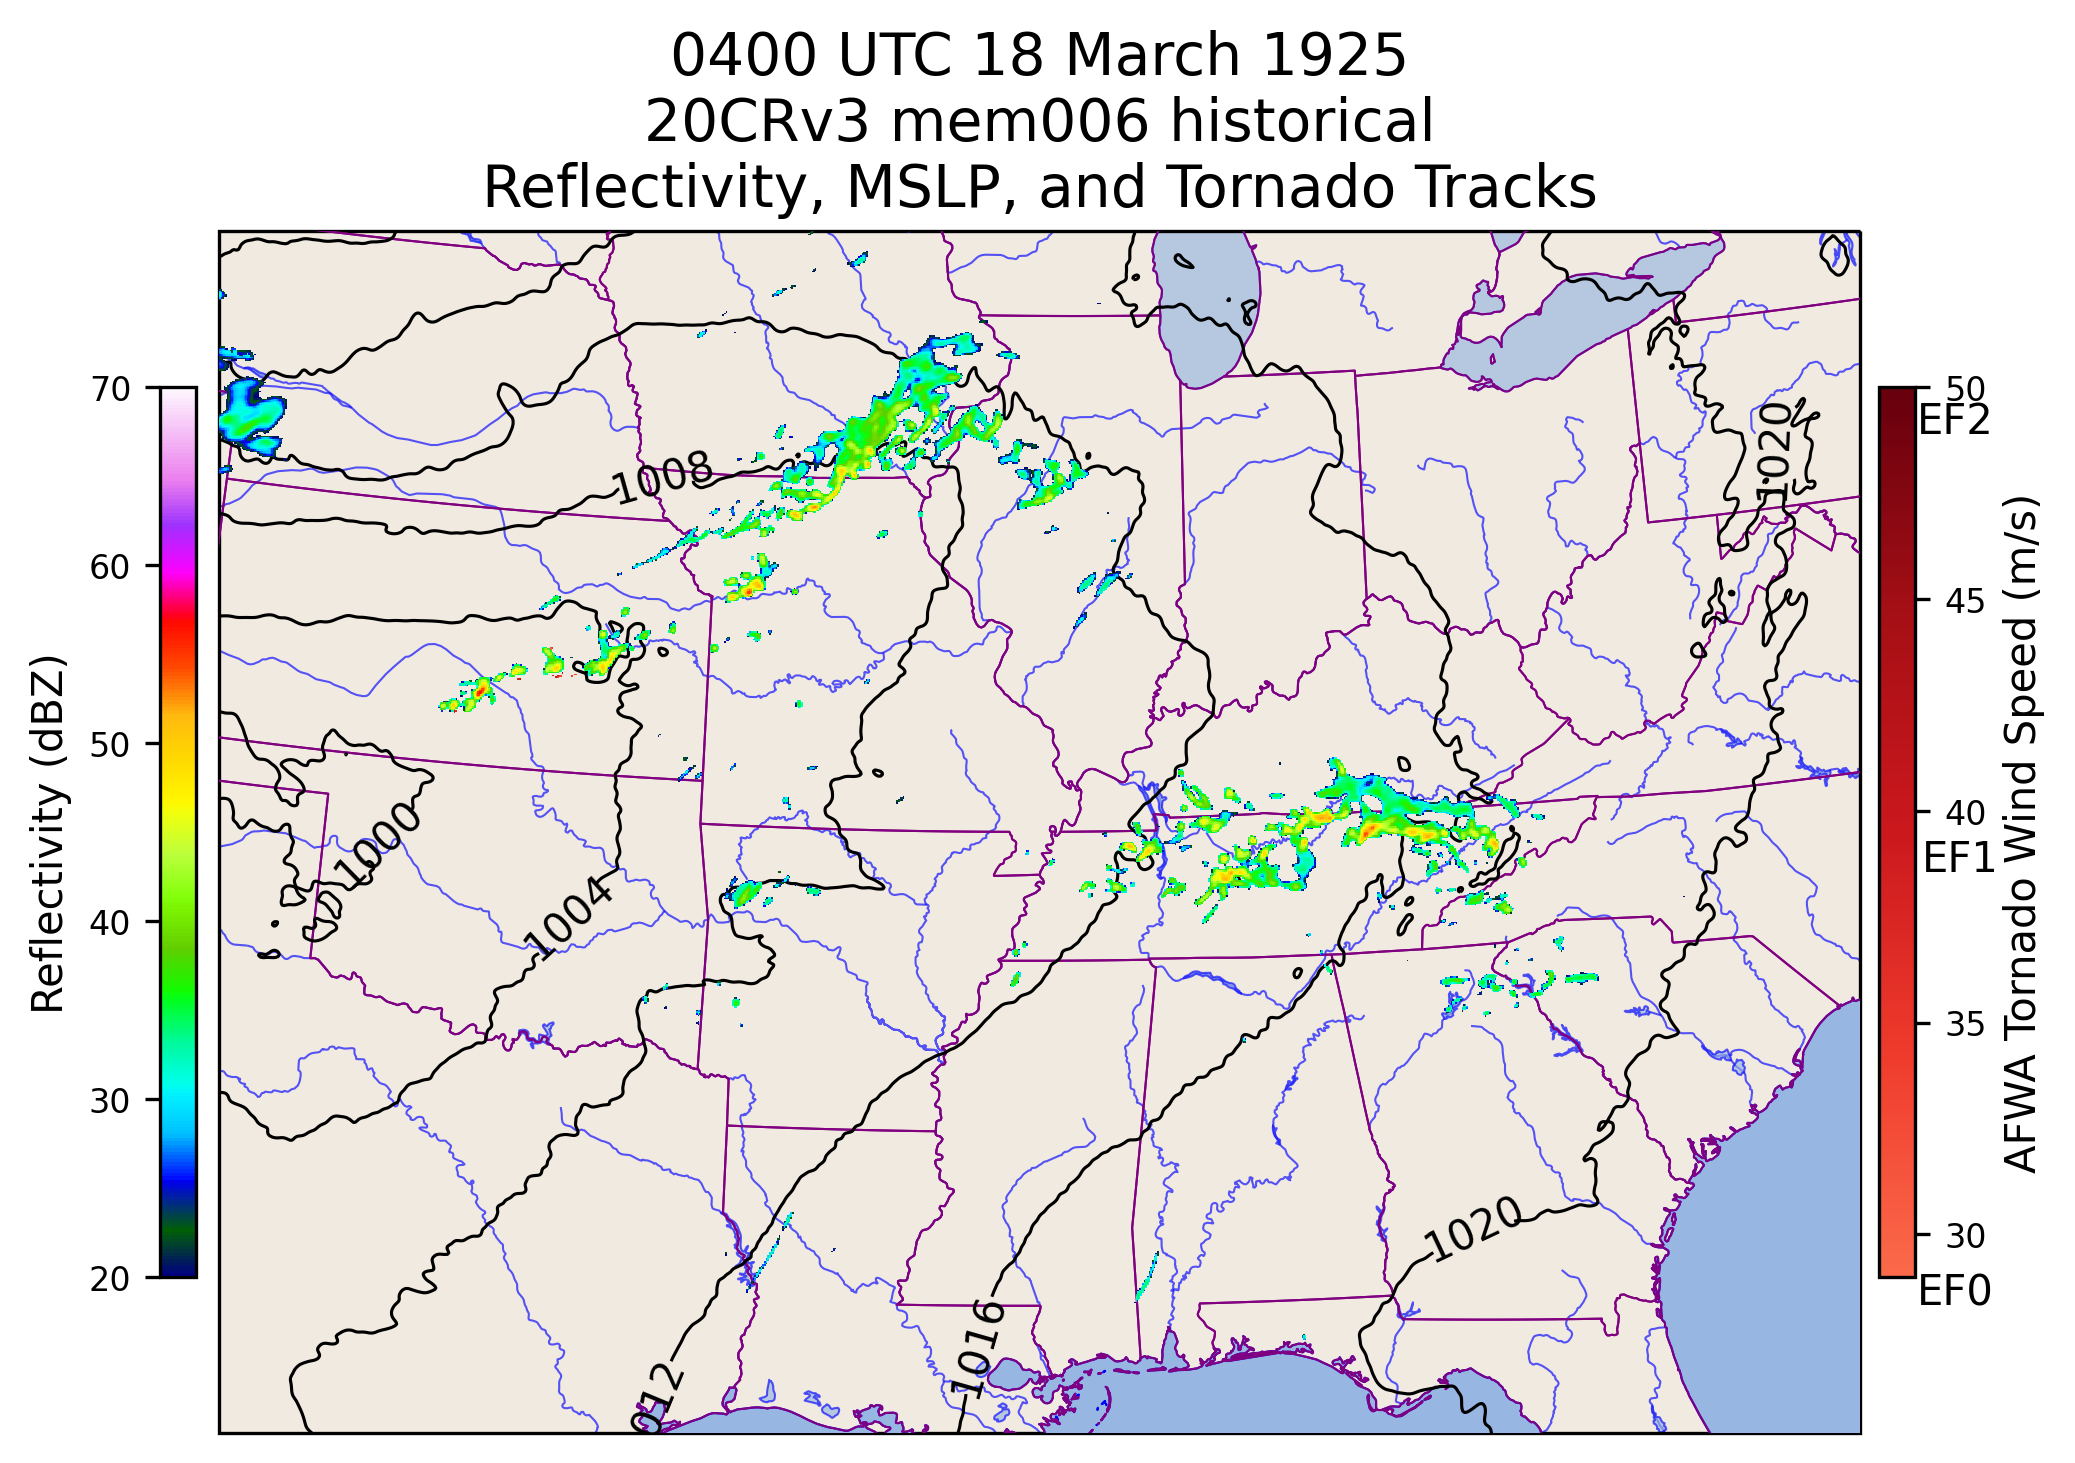 0400 UTC 18 March 1925
20CRv3 mem006 historical
Reflectivity, MSLP, and Tornado Tracks
Reflectivity (dBZ)
70
60
50
40
30
20
1008
1020
1000
1004
1020
1016
012
50
EF2
45
40
EF1
35
30
EF0
AFWA Tornado Wind Speed (m/s)